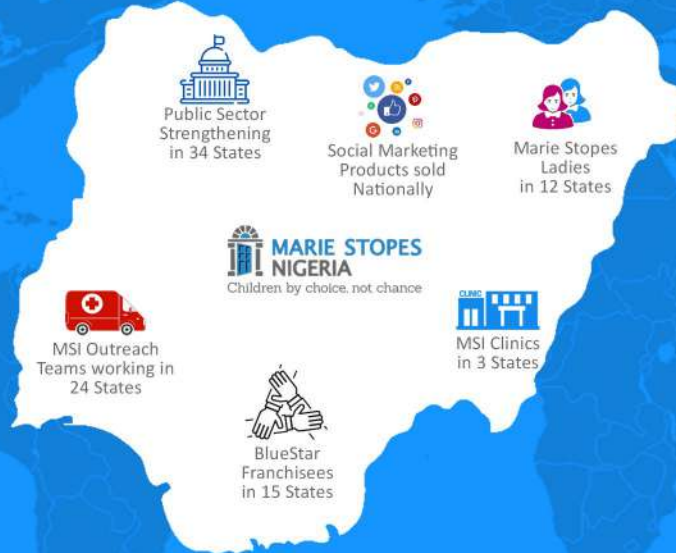 Public Sector
Strengthening
in 34 States
Social Marketing
Products sold
Nationally
Marie Stopes
Ladies
in 12 States
MARIE STOPES
NIGERIA
Children by choice, not chance
MSI Outreach
Teams working in
24 States
CLINIC
MSI Clinics
in 3 States
BlueStar
Franchisees
in 15 States